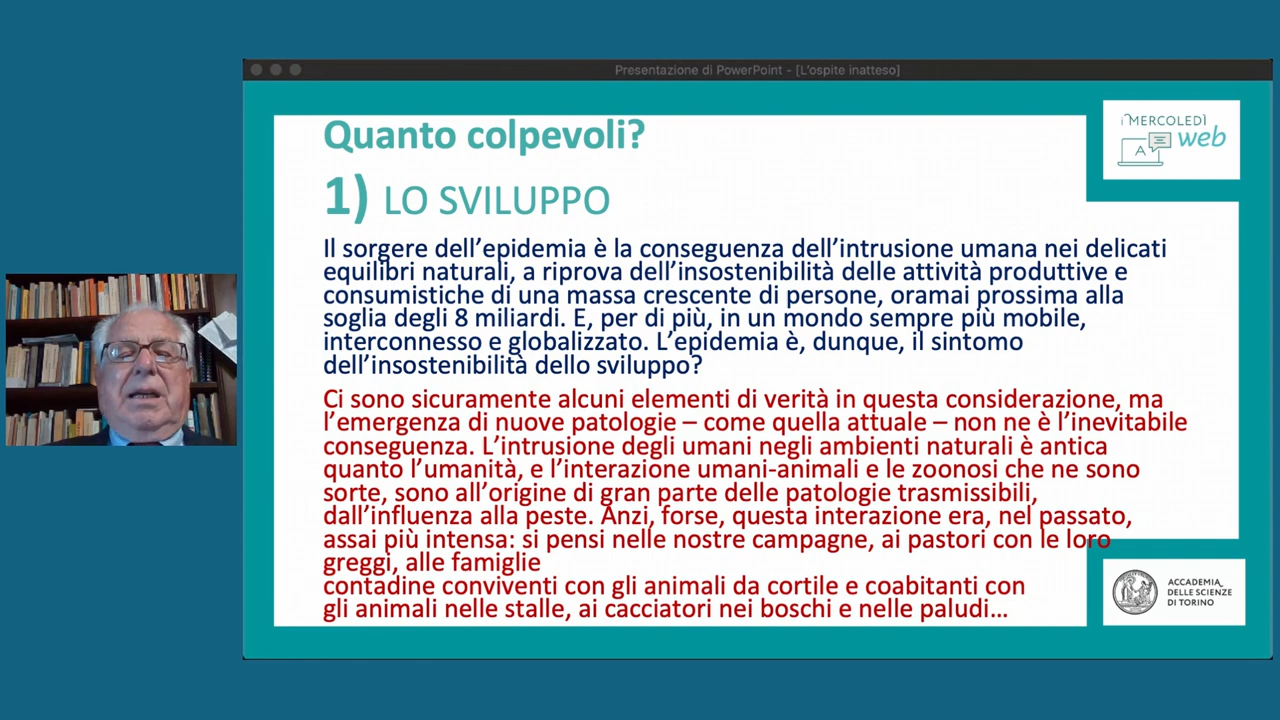 Presentazione di PowerPoint - [L'ospite inatteso]
Quanto colpevoli?
1) LO SVILUPPO
Il sorgere dell'epidemia è la conseguenza dell'intrusione umana nei delicati
equilibri naturali, a riprova dell'insostenibilità delle attività produttive e
consumistiche di una massa crescente di persone, oramai prossima alla
soglia degli 8 miliardi. E, per di più, in un mondo sempre più mobile,
interconnesso e globalizzato. L'epidemia è, dunque, il sintomo
dell'insostenibilità dello sviluppo?
Ci sono sicuramente alcuni elementi di verità in questa considerazione, ma
l'emergenza di nuove patologie – come quella attuale – non ne è l'inevitabile
conseguenza. L'intrusione degli umani negli ambienti naturali è antica
quanto l'umanità, e l'interazione umani-animali e le zoonosi che ne sono
sorte, sono all'origine di gran parte delle patologie trasmissibili,
dall'influenza alla peste. Anzi, forse, questa interazione era, nel passato,
assai più intensa: si pensi nelle nostre campagne, ai pastori con le loro
greggi, alle famiglie
contadine conviventi con gli animali da cortile e coabitanti con
gli animali nelle stalle, ai cacciatori nei boschi e nelle paludi...
i MERCOLEDÌ
A
web
ACCADEMIA
DELLE SCIENZE
DI TORINO